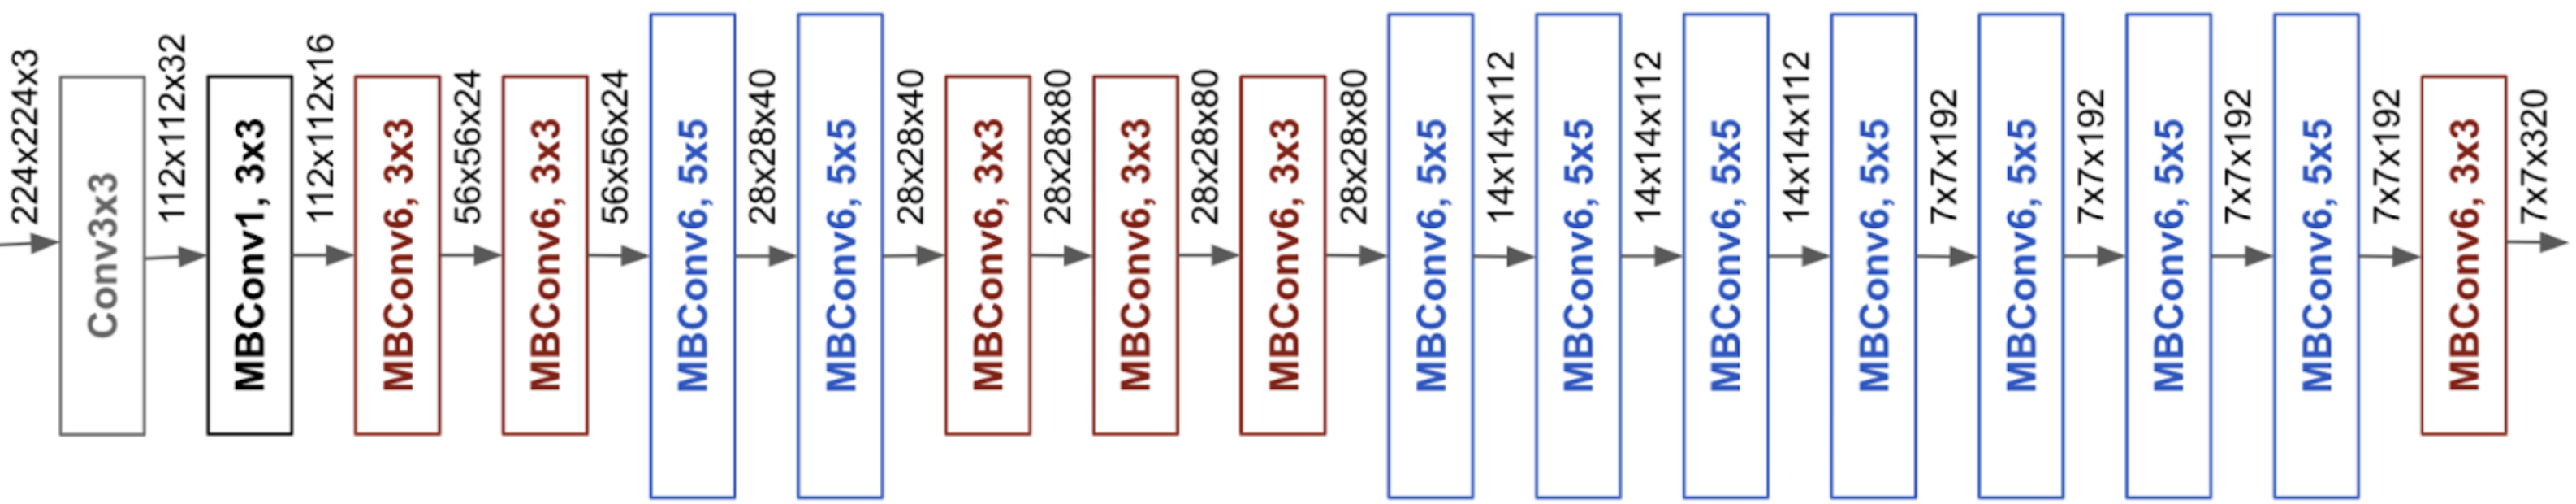 224x224x3
Conv3x3
112x112x32
MBConv1, 3x3
112x112x16
MBConv6, 3x3
56x56x24
MBConv6, 3x3
56x56x24
MBConv6, 5x5
28x28x40
MBConv6, 5x5
28x28x40
MBConv6, 3x3
28x28x80
MBConv6, 3x3
28x28x80
MBConv6, 3x3
28x28x80
MBConv6, 5x5
14x14x112
MBConv6, 5x5
14x14x112
MBConv6, 5x5
14x14x112
MBConv6, 5x5
7x7x192
MBConv6, 5x5
7x7x192
MBConv6, 5x5
7x7x192
MBConv6, 5x5
7x7x192
MBConv6, 3x3
7x7x320